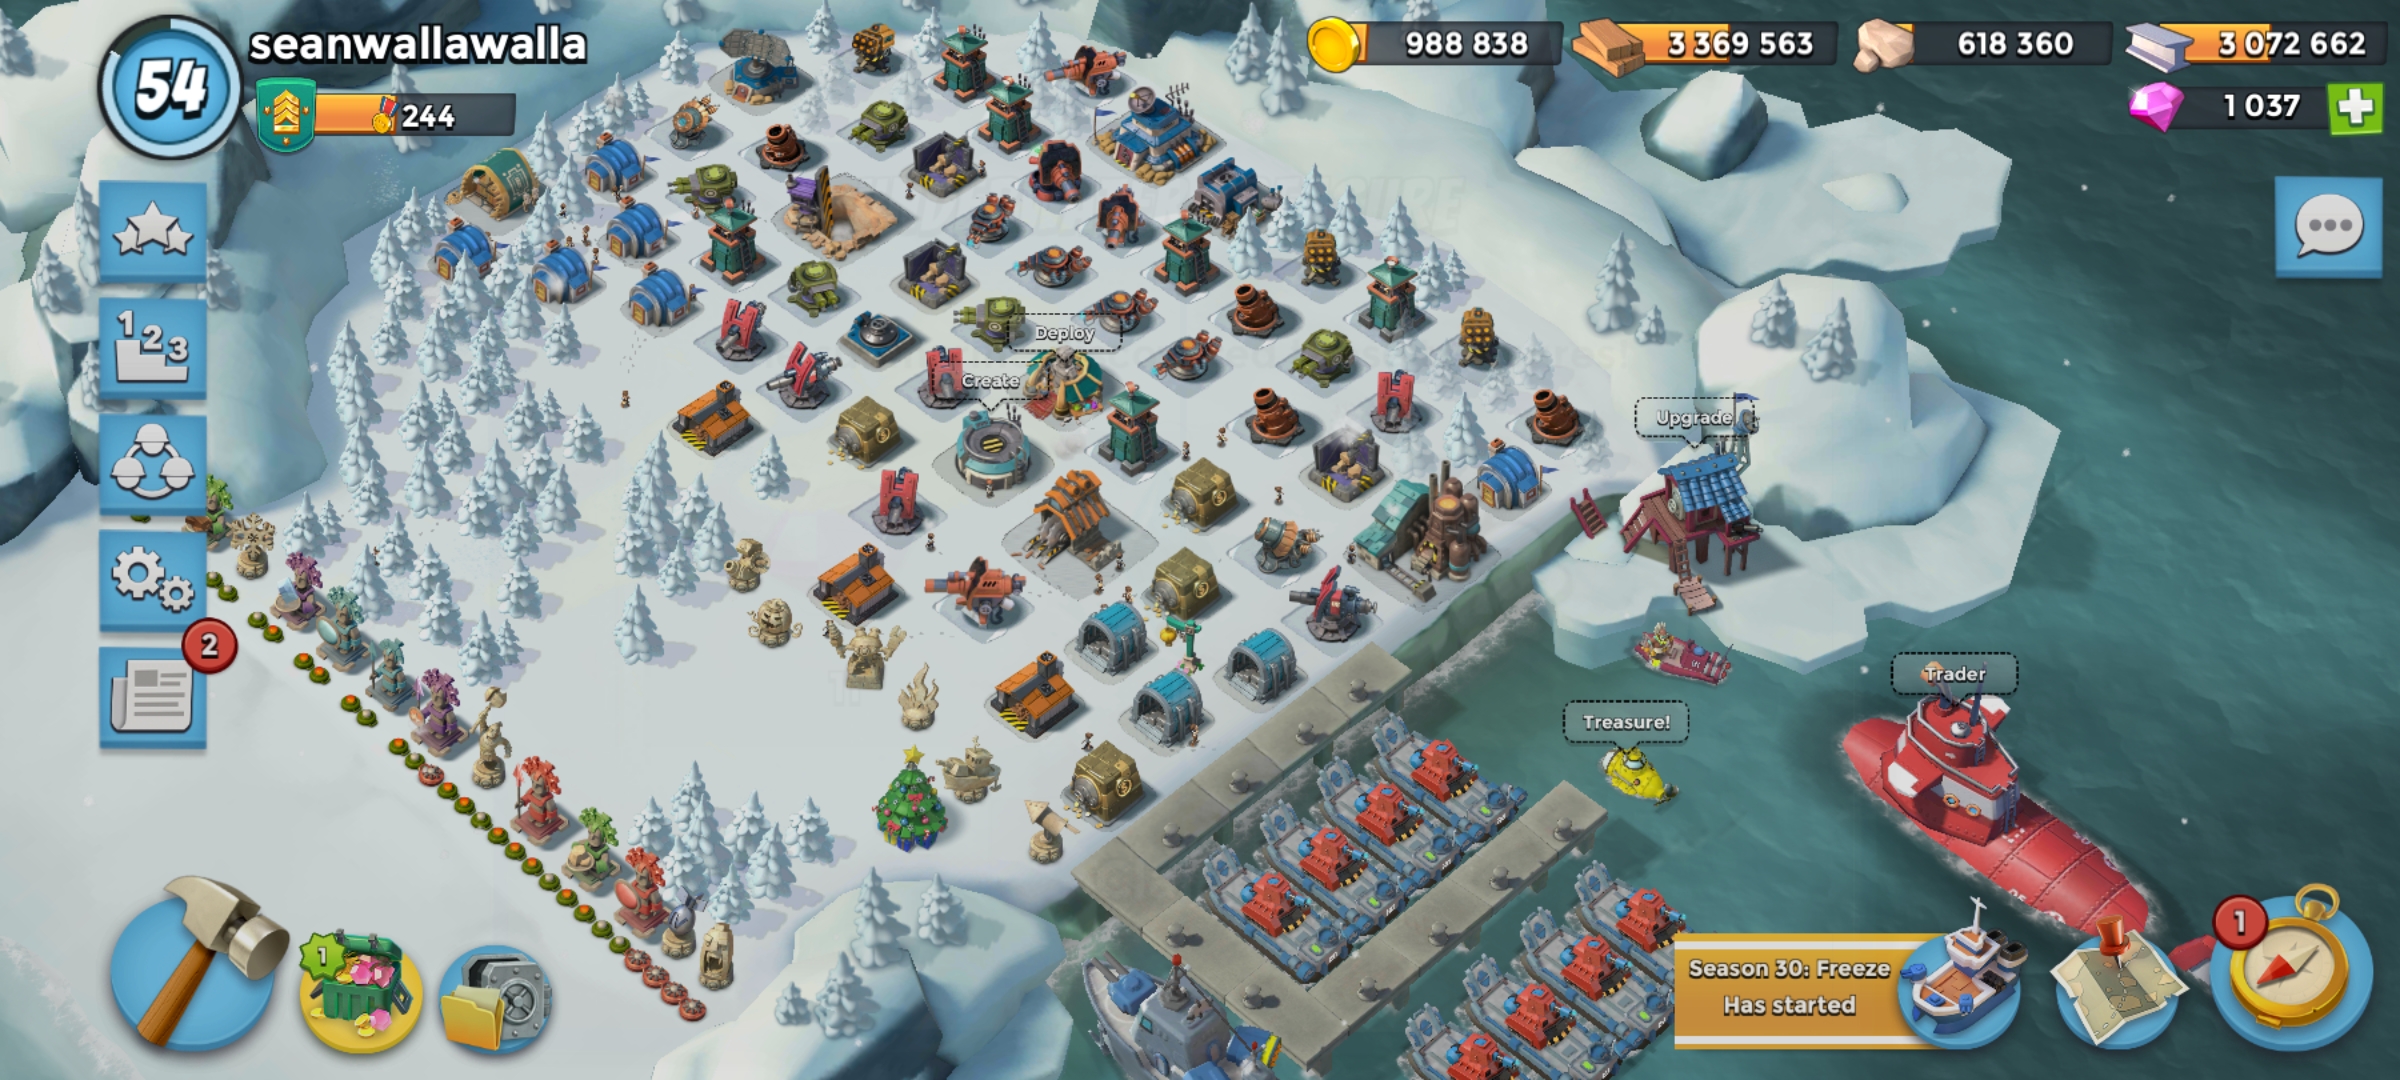 54
seanwallawalla
244
988 838
3 369 563
618 360
3 072 662
1 037
123
Deploy
Create
Upgrade
2
Trader
Treasure!
1
1
Season 30: Freeze
Has started